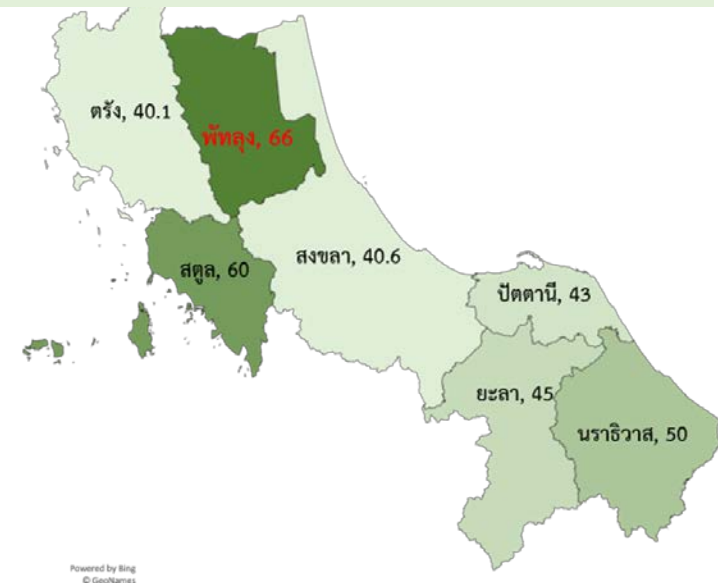 ตรัง, 40.1
พัทลุง, 66
สตูล, 60
สงขลา, 40.6
ปัตตานี, 43
ยะลา, 45
นราธิวาส, 50
Powered by Bing
© GeoNames